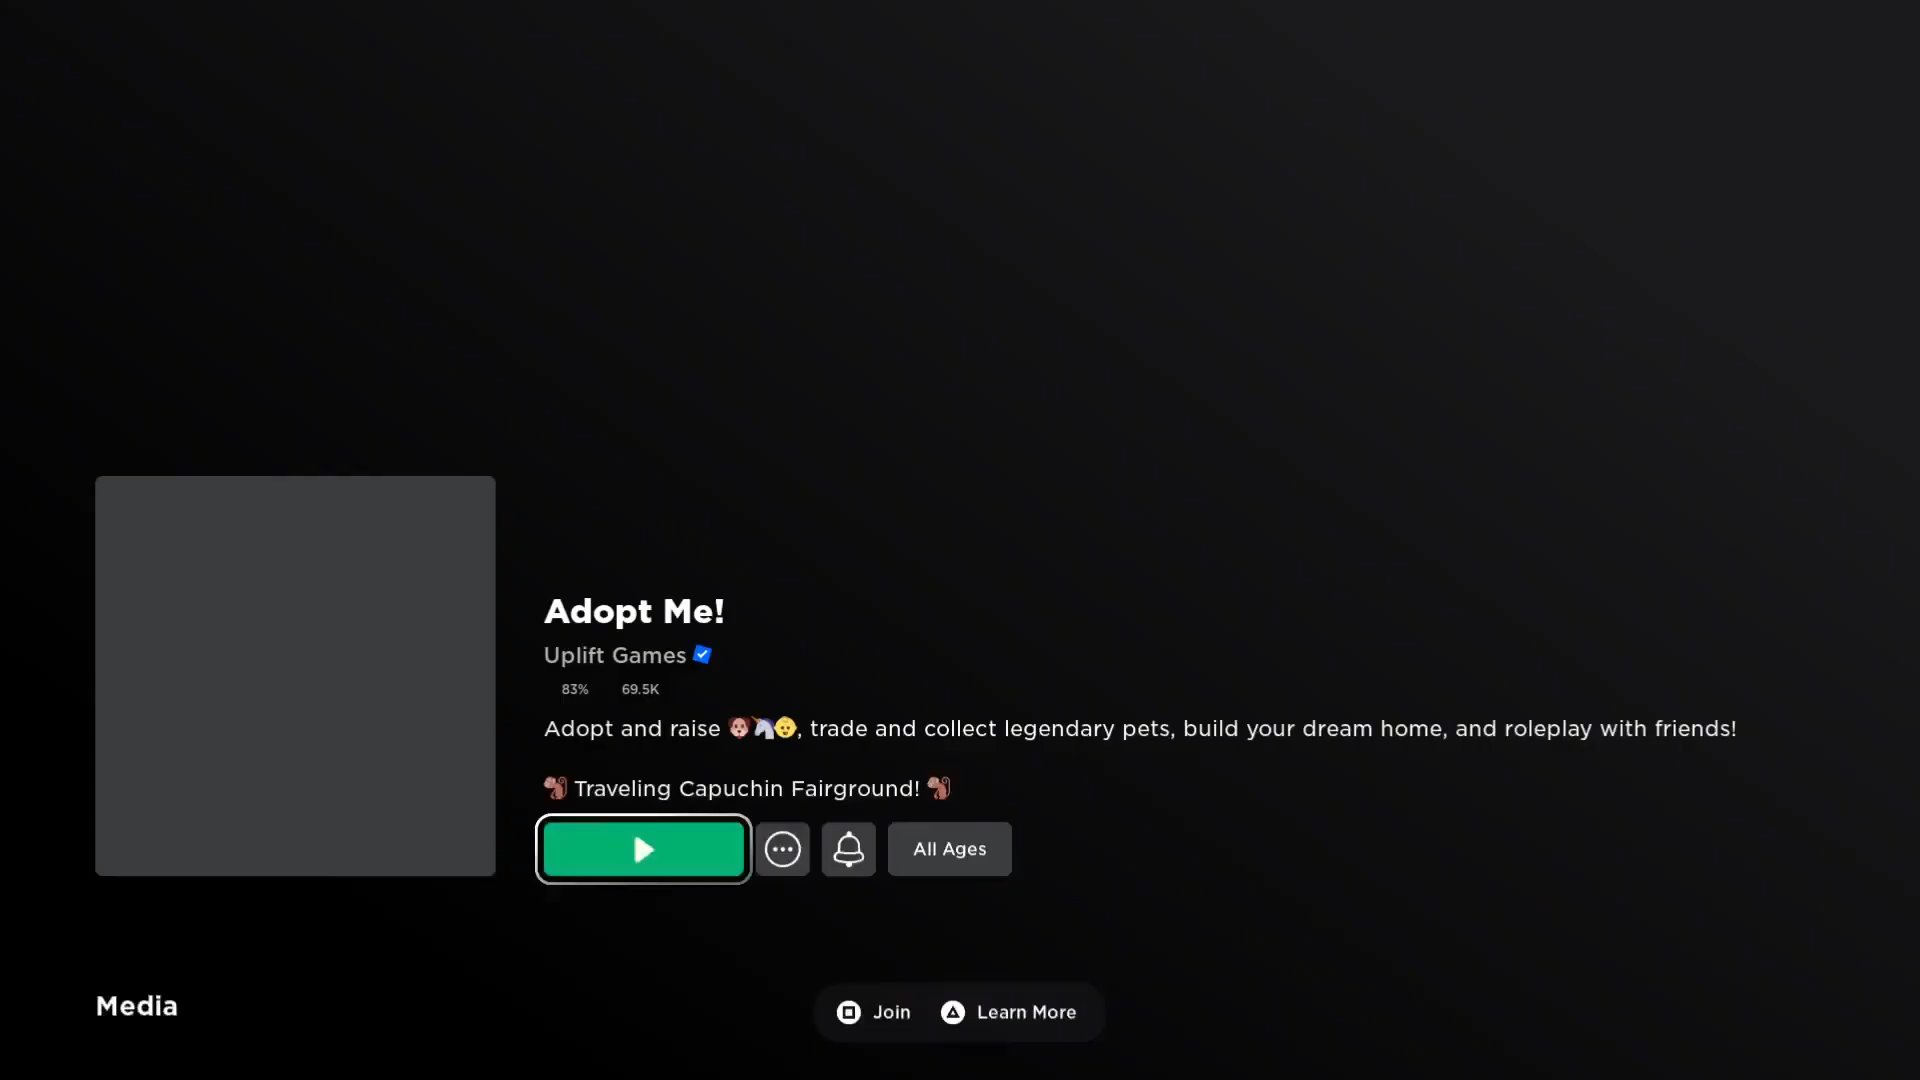 Adopt Me!
Uplift Games
83% 69.5K
Adopt and raise 🐶🦄👶, trade and collect legendary pets, build your dream home, and roleplay with friends!
🐒 Traveling Capuchin Fairground! 🐒
All Ages
Media
Join
Learn More